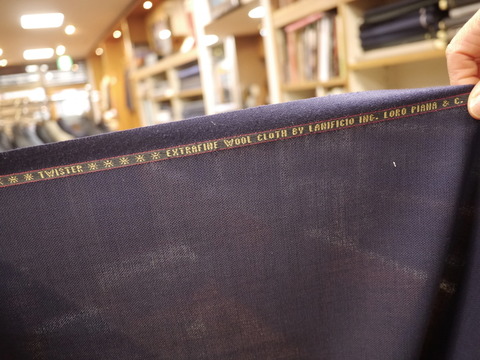 ※ ※ TWISTER ※ ※ ※ ※ EXTRAFINE WOOL CLOTH BY LANIFICIO ING. LORO PIANA & C.